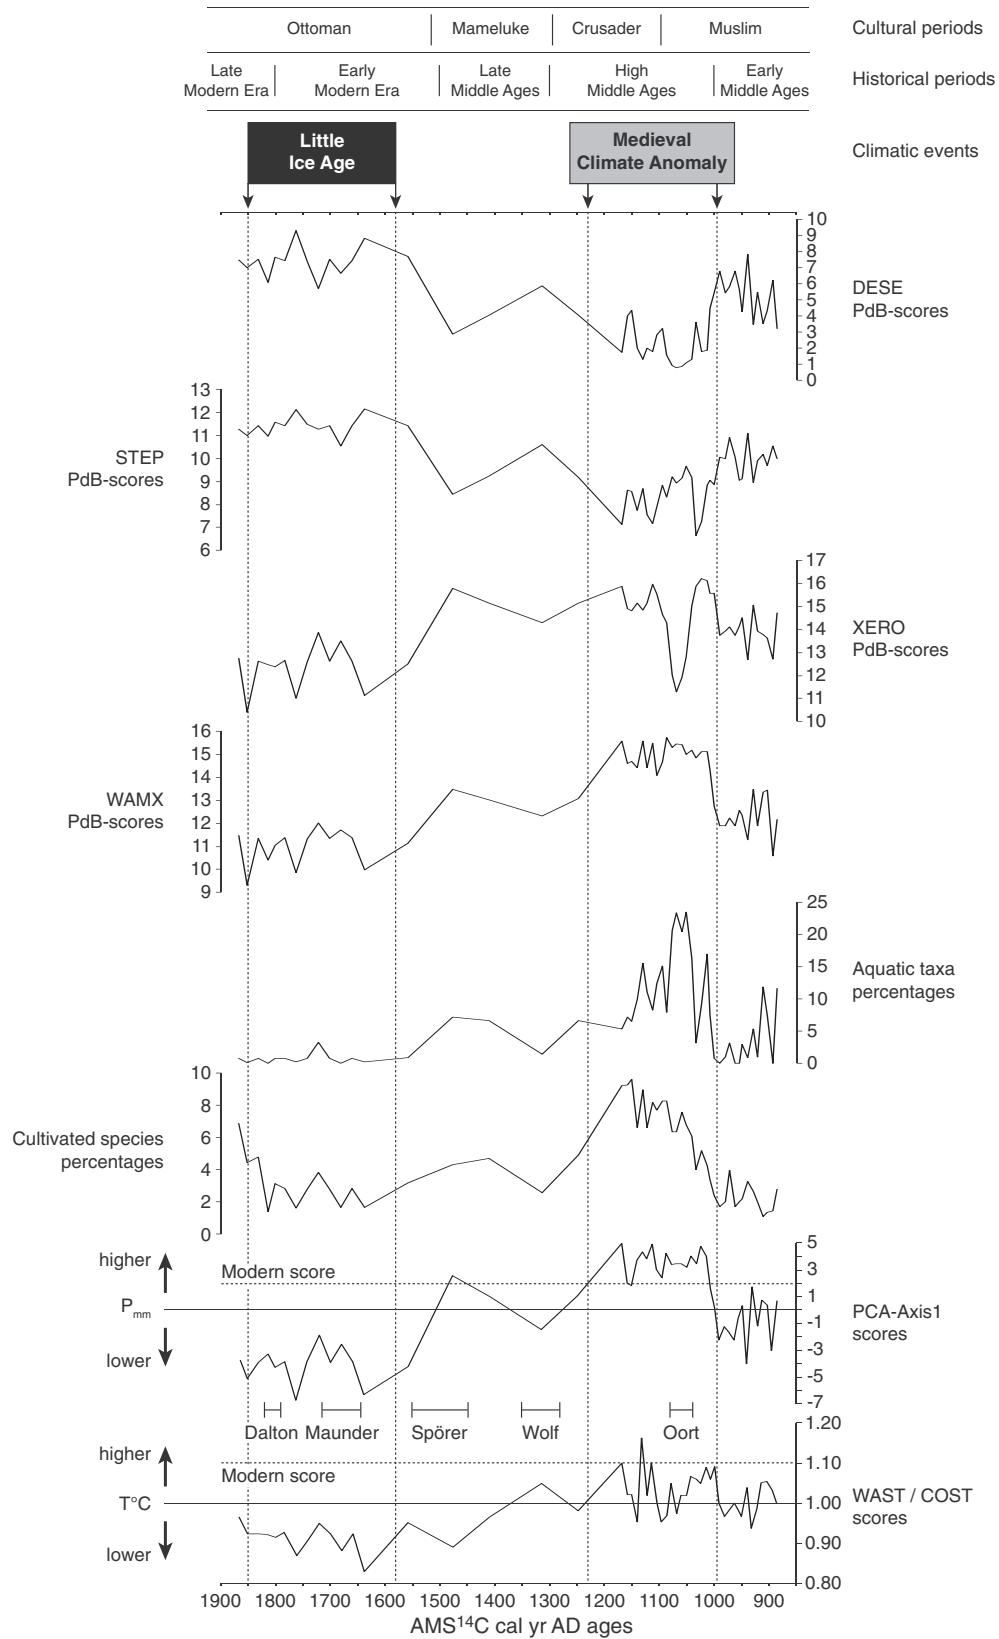 Ottoman Mameluke Crusader Muslim Cultural periods
Late Early Late High Early
Modern Era Modern Era Middle Ages Middle Ages Middle Ages
Historical periods
Little
Ice Age
Medieval
Climate Anomaly
Climatic events
10
9
8
7
6
5
4
3
2
1
0
DESE
PdB-scores
13
12
11
10
9
8
7
6
STEP
PdB-scores
17
16
15
14
13
12
11
10
XERO
PdB-scores
16
15
14
13
12
11
10
9
WAMX
PdB-scores
25
20
15
10
5
0
Aquatic taxa
percentages
10
8
6
4
2
0
Cultivated species
percentages
higher
Pmm
lower
Modern score
5
3
1
-1
-3
-5
-7
PCA-Axis1
scores
Dalton Maunder Spörer Wolf Oort
higher
T°C
lower
Modern score
1.20
1.10
1.00
0.90
0.80
WAST / COST
scores
1900 1800 1700 1600 1500 1400 1300 1200 1100 1000 900
AMS14C cal yr AD ages